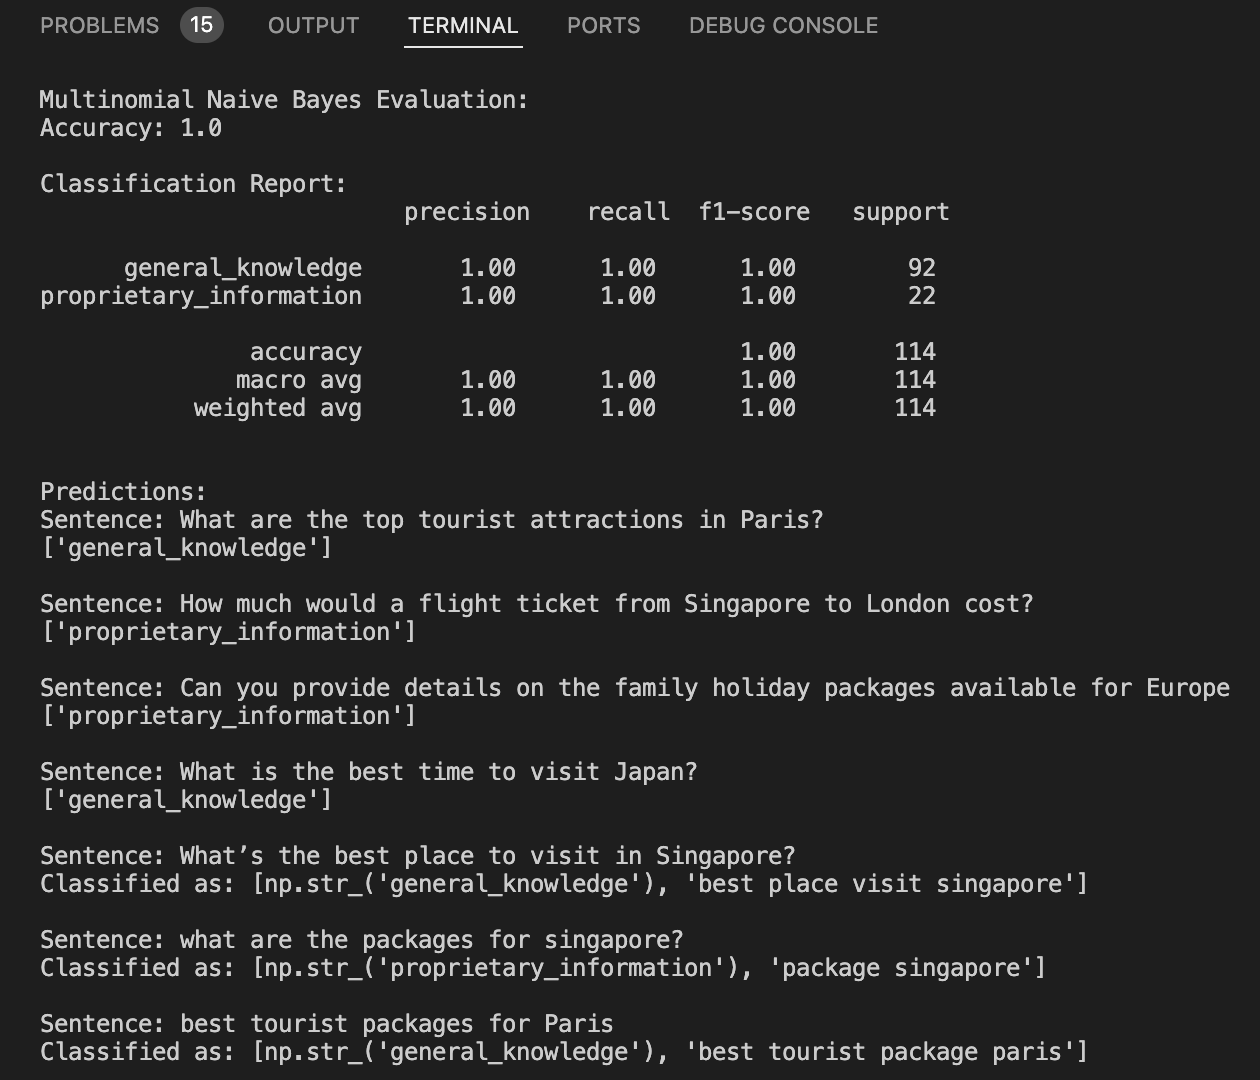 PROBLEMS 15 OUTPUT TERMINAL PORTS DEBUG CONSOLE
Multinomial Naive Bayes Evaluation:
Accuracy: 1.0
Classification Report:
precision recall f1-score support
general_knowledge 1.00 1.00 1.00 92
proprietary_information 1.00 1.00 1.00 22
accuracy 1.00 114
macro avg 1.00 1.00 1.00 114
weighted avg 1.00 1.00 1.00 114
Predictions:
Sentence: What are the top tourist attractions in Paris?
['general_knowledge']
Sentence: How much would a flight ticket from Singapore to London cost?
['proprietary_information']
Sentence: Can you provide details on the family holiday packages available for Europe
['proprietary_information']
Sentence: What is the best time to visit Japan?
['general_knowledge']
Sentence: What’s the best place to visit in Singapore?
Classified as: [np.str_('general_knowledge'), 'best place visit singapore']
Sentence: what are the packages for singapore?
Classified as: [np.str_('proprietary_information'), 'package singapore']
Sentence: best tourist packages for Paris
Classified as: [np.str_('general_knowledge'), 'best tourist package paris']